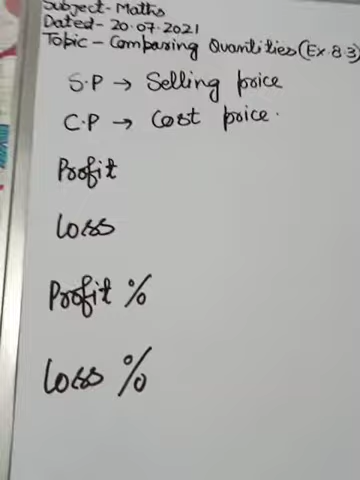 Subject- Maths
Dated- 20.07.2021
Topic - Comparing Quantities (Ex 8.3)
S.P → Selling price
C.P → Cost price.
Profit
Loss
Profit %
Loss %